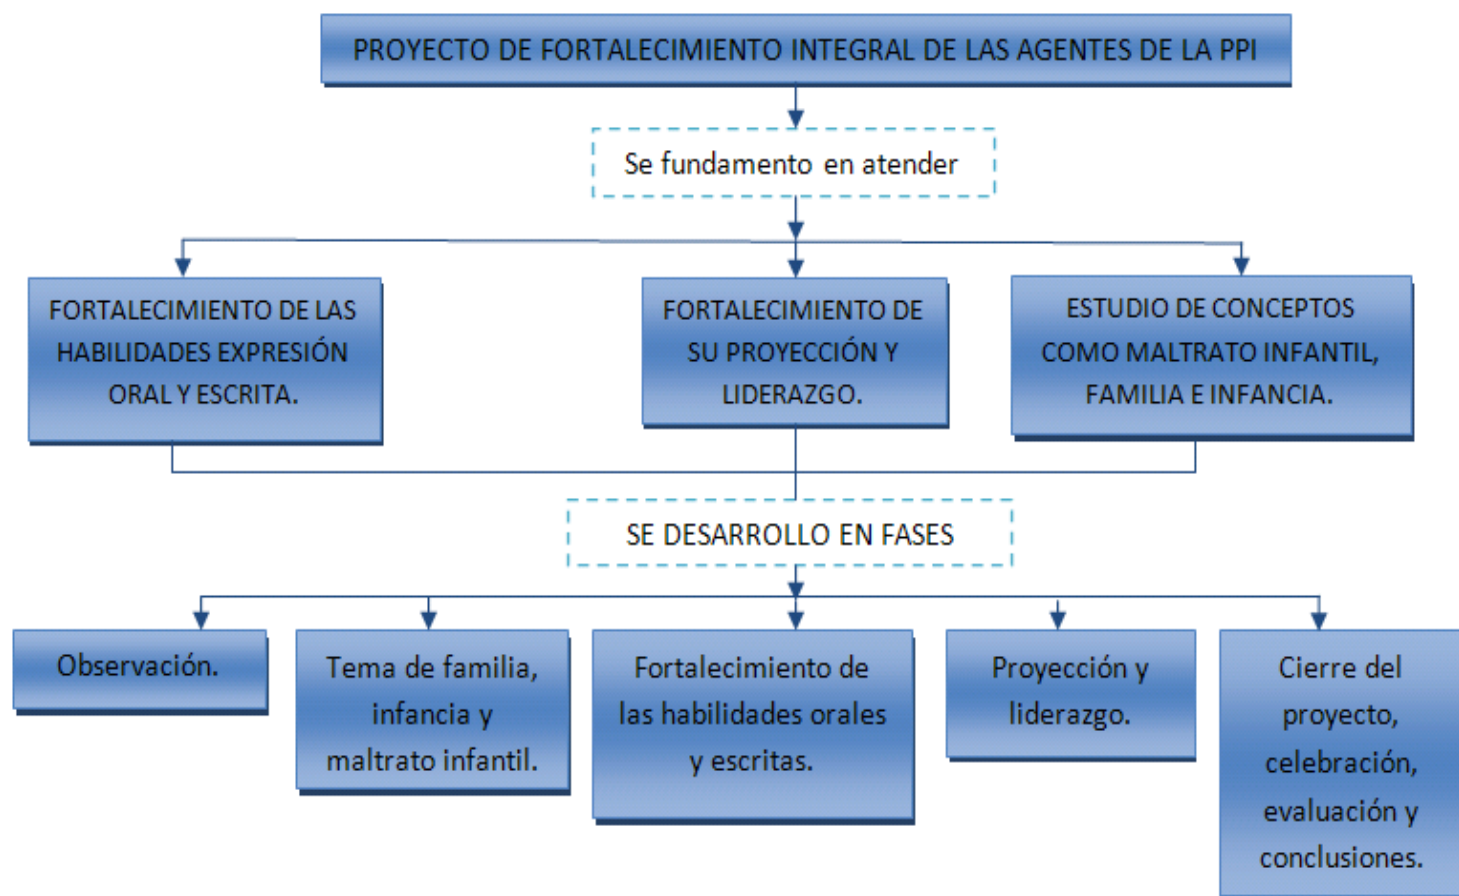 PROYECTO DE FORTALECIMIENTO INTEGRAL DE LAS AGENTES DE LA PPI
Se fundamento en atender
FORTALECIMIENTO DE LAS
HABILIDADES EXPRESIÓN
ORAL Y ESCRITA.
FORTALECIMIENTO DE
SU PROYECCIÓN Y
LIDERAZGO.
ESTUDIO DE CONCEPTOS
COMO MALTRATO INFANTIL,
FAMILIA E INFANCIA.
SE DESARROLLO EN FASES
Observación.
Tema de familia,
infancia y
maltrato infantil.
Fortalecimiento de
las habilidades orales
y escritas.
Proyección y
liderazgo.
Cierre del
proyecto,
celebración,
evaluación y
conclusiones.